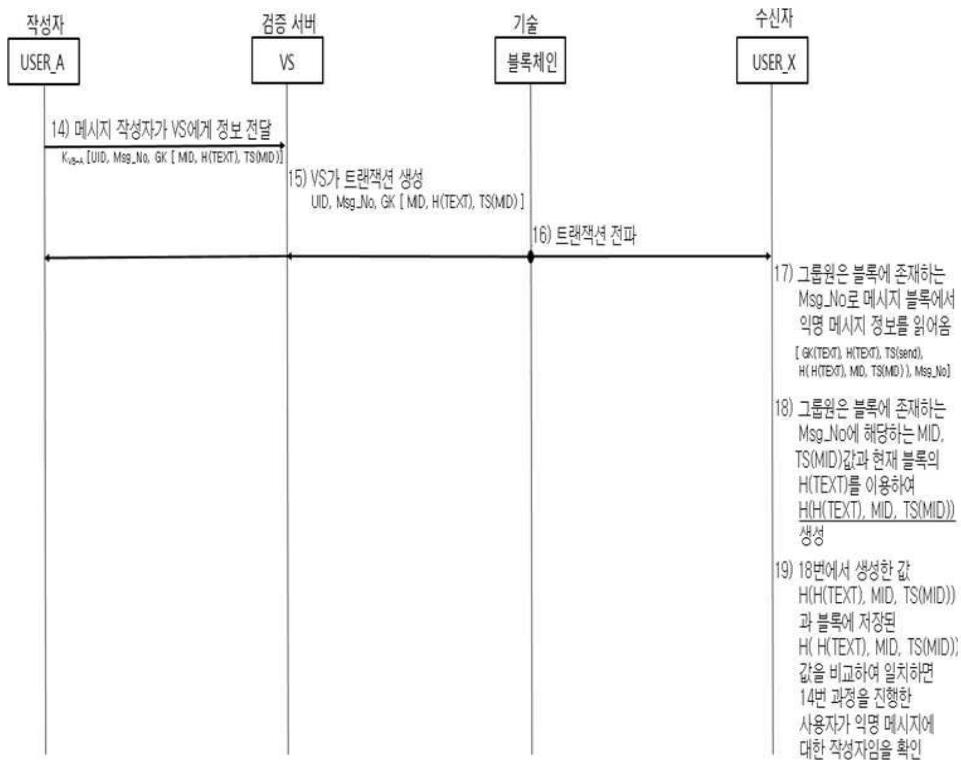 작성자
검증 서버
기술
수신자
USER_A
VS
블록체인
USER_X
14) 메시지 작성자가 VS에게 정보 전달
K_VS-A [UID, Msg_No, GK [ MID, H(TEXT), TS(MID)]
15) VS가 트랜잭션 생성
UID, Msg_No, GK [ MID, H(TEXT), TS(MID) ]
16) 트랜잭션 전파
17) 그룹원은 블록에 존재하는
Msg_No로 메시지 블록에서
익명 메시지 정보를 읽어옴
[ GK(TEXT), H(TEXT), TS(send),
H( H(TEXT), MID, TS(MID) ), Msg_No]
18) 그룹원은 블록에 존재하는
Msg_No에 해당하는 MID,
TS(MID)값과 현재 블록의
H(TEXT)를 이용하여
H(H(TEXT), MID, TS(MID))
생성
19) 18번에서 생성한 값
H(H(TEXT), MID, TS(MID))
과 블록에 저장된
H( H(TEXT), MID, TS(MID))
값을 비교하여 일치하면
14번 과정을 진행한
사용자가 익명 메시지에
대한 작성자임을 확인